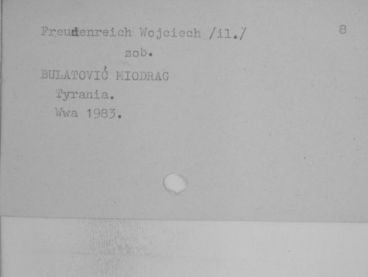 Freudenreich Wojciech /il./ 8
zob.
BULATOVIĆ MIODRAG
Tyrania.
Wwa 1983.